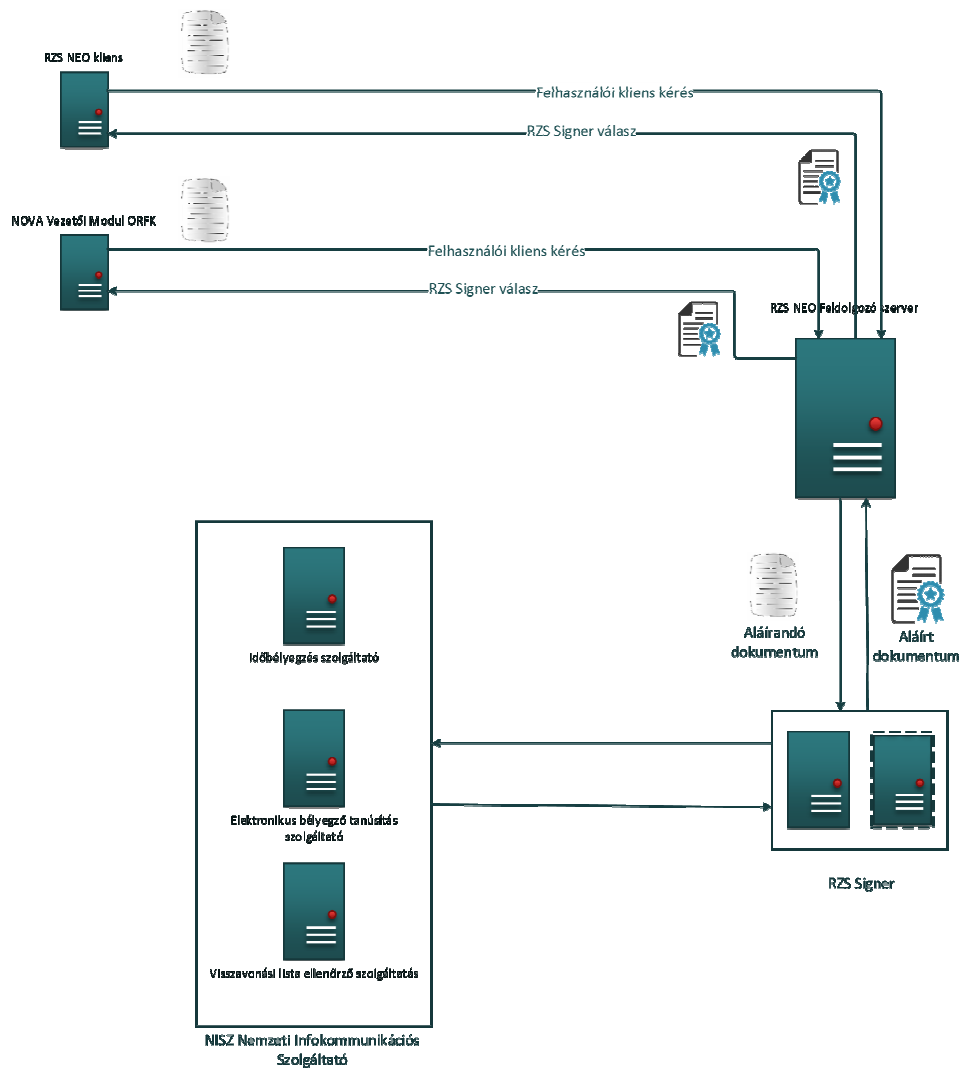 RZS NEO kliens
Felhasználói kliens kérés
RZS Signer válasz
NOVA Vezetői Modul ORFK
Felhasználói kliens kérés
RZS Signer válasz
RZS NEO Feldolgozó szerver
Aláírandó
dokumentum
Aláírt
dokumentum
Időbélyegzés szolgáltató
Elektronikus bélyegző tanúsítás
szolgáltató
Visszavonási lista ellenőrző szolgáltatás
RZS Signer
NISZ Nemzeti Infokommunikációs
Szolgáltató